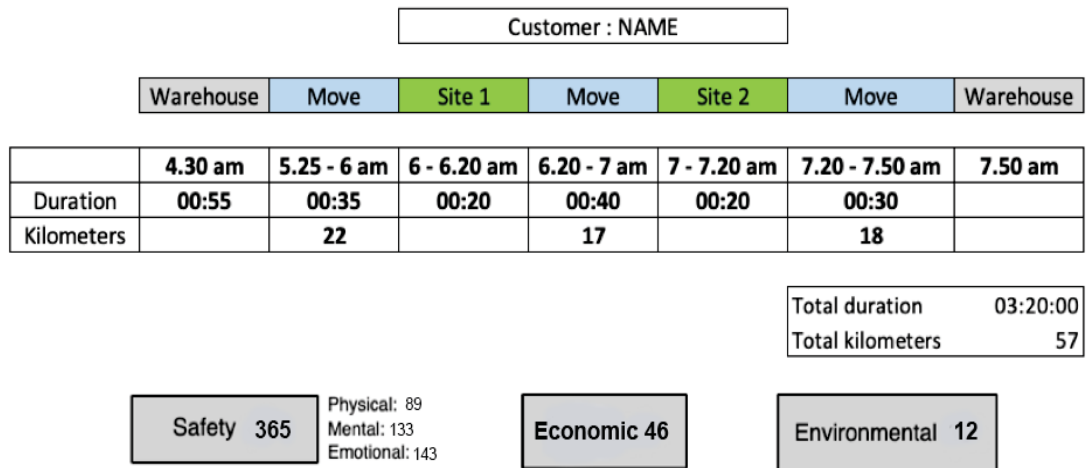 Customer : NAME
Warehouse Move Site 1 Move Site 2 Move Warehouse
4.30 am 5.25 - 6 am 6 - 6.20 am 6.20 - 7 am 7 - 7.20 am 7.20 - 7.50 am 7.50 am
Duration 00:55 00:35 00:20 00:40 00:20 00:30
Kilometers 22 17 18
Total duration 03:20:00
Total kilometers 57
Safety 365
Physical: 89
Mental: 133
Emotional: 143
Economic 46
Environmental 12